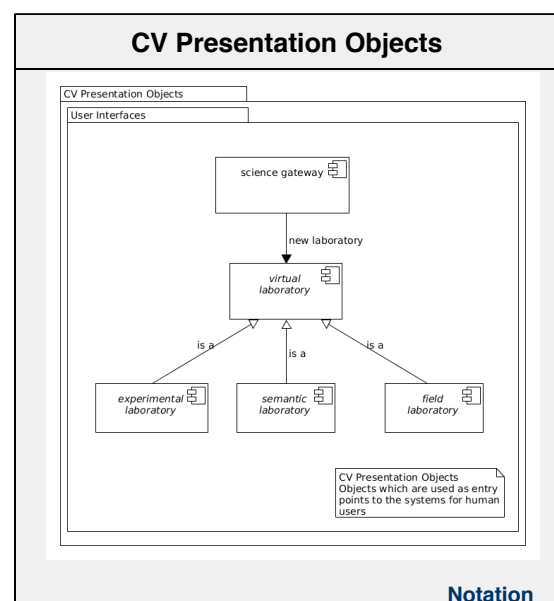 CV Presentation Objects
CV Presentation Objects
User Interfaces
science gateway
new laboratory
virtual
laboratory
is a
is a
is a
experimental
laboratory
semantic
laboratory
field
laboratory
CV Presentation Objects
Objects which are used as entry
points to the systems for human
users
Notation